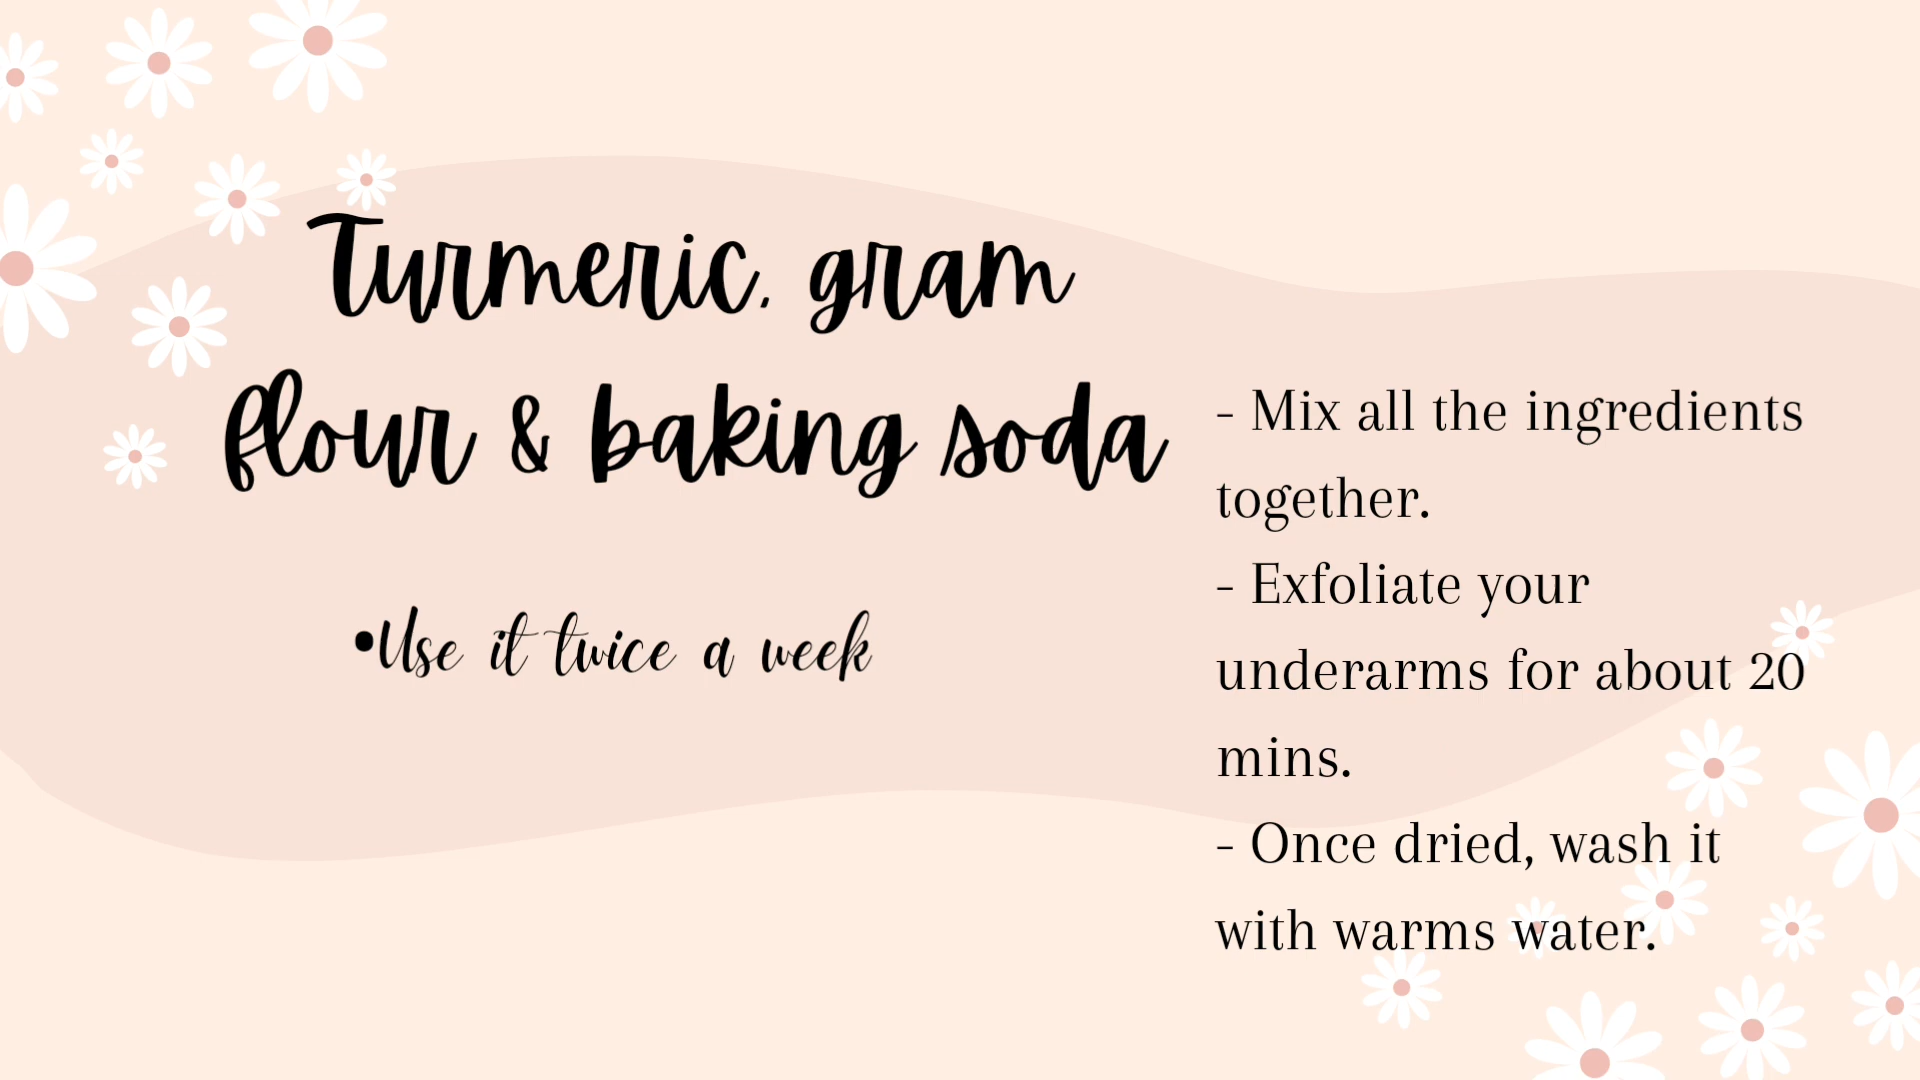 Turmeric, gram
flour & baking soda
•Use it twice a week
- Mix all the ingredients
together.
- Exfoliate your
underarms for about 20
mins.
- Once dried, wash it
with warms water.